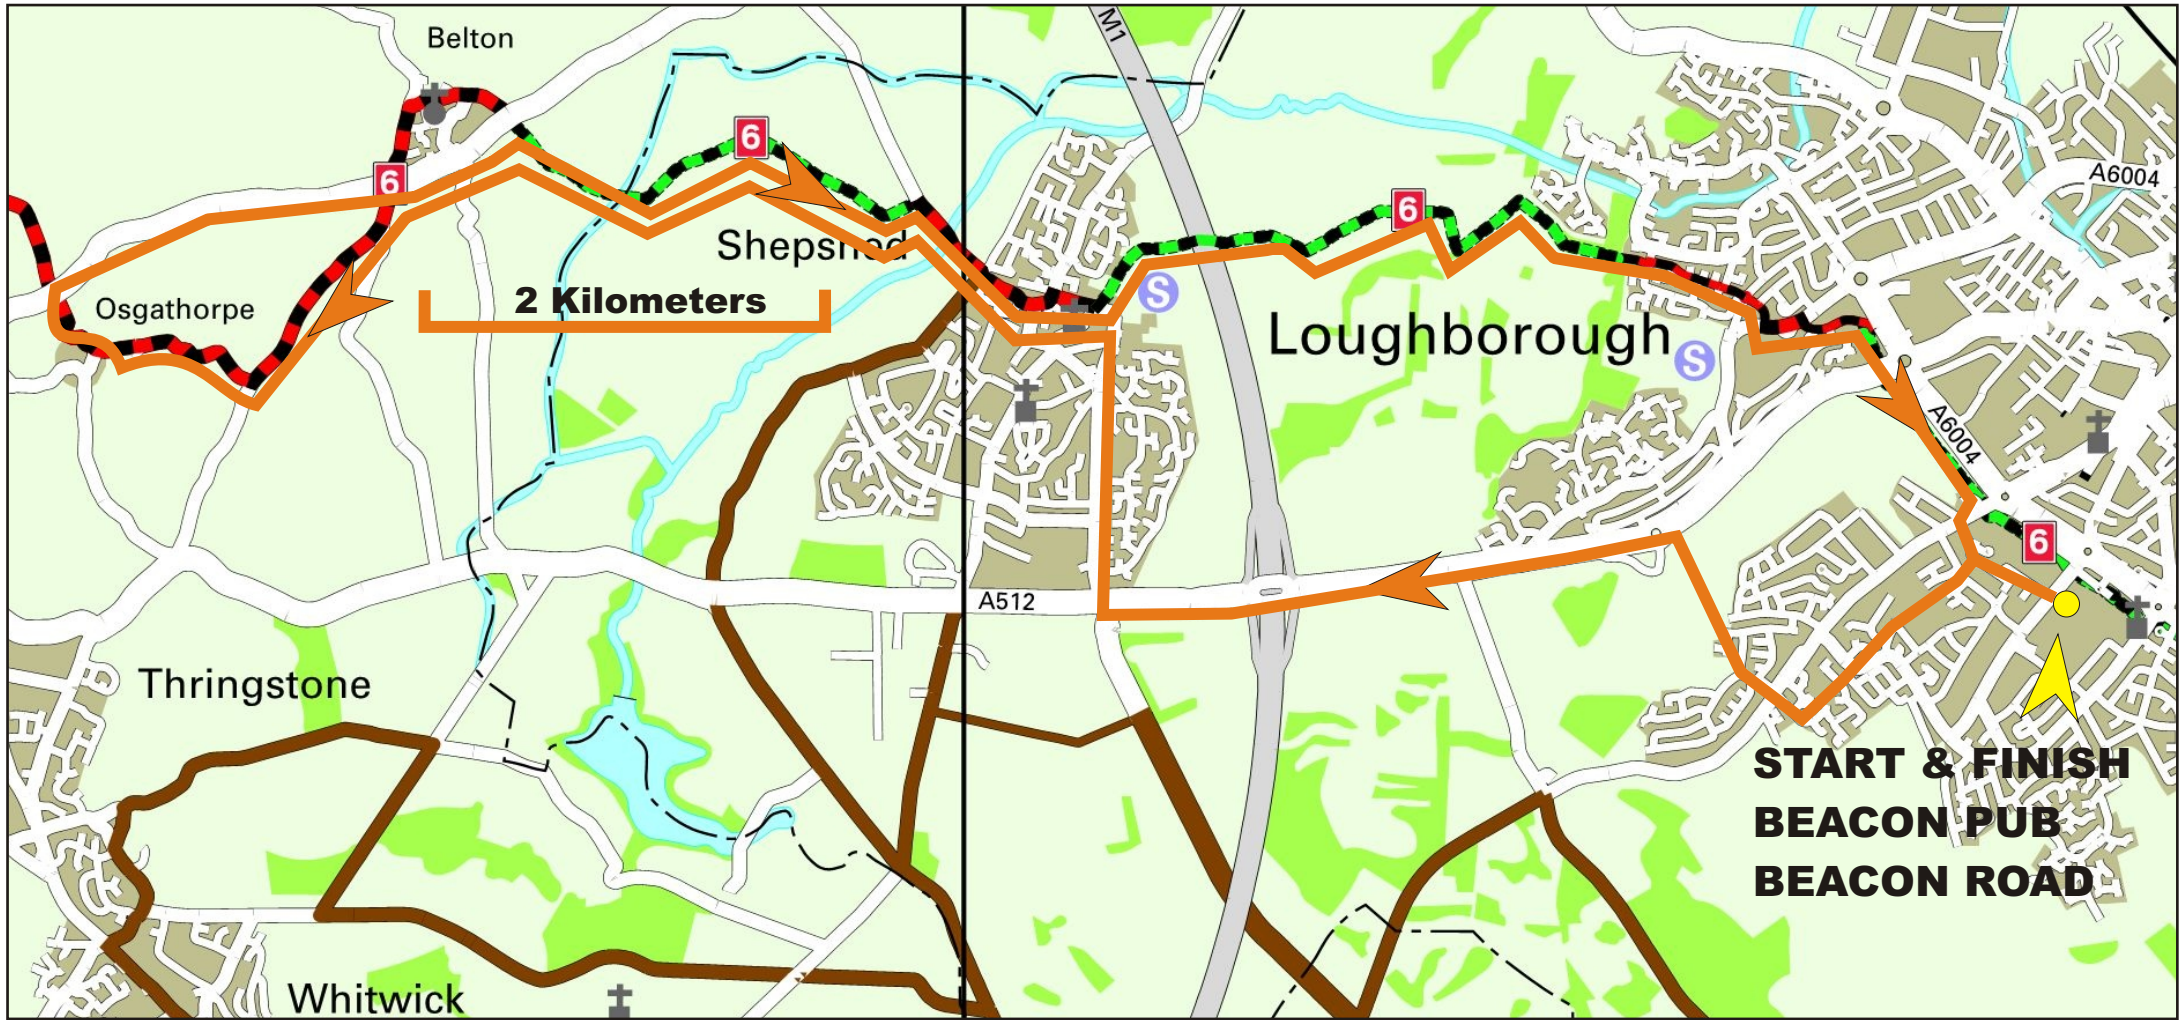 Belton
M1
6
A6004
6
6
Shepshed
Osgathorpe
2 Kilometers
S
Loughborough
S
A6004
6
A512
Thringstone
START & FINISH
BEACON PUB
BEACON ROAD
Whitwick